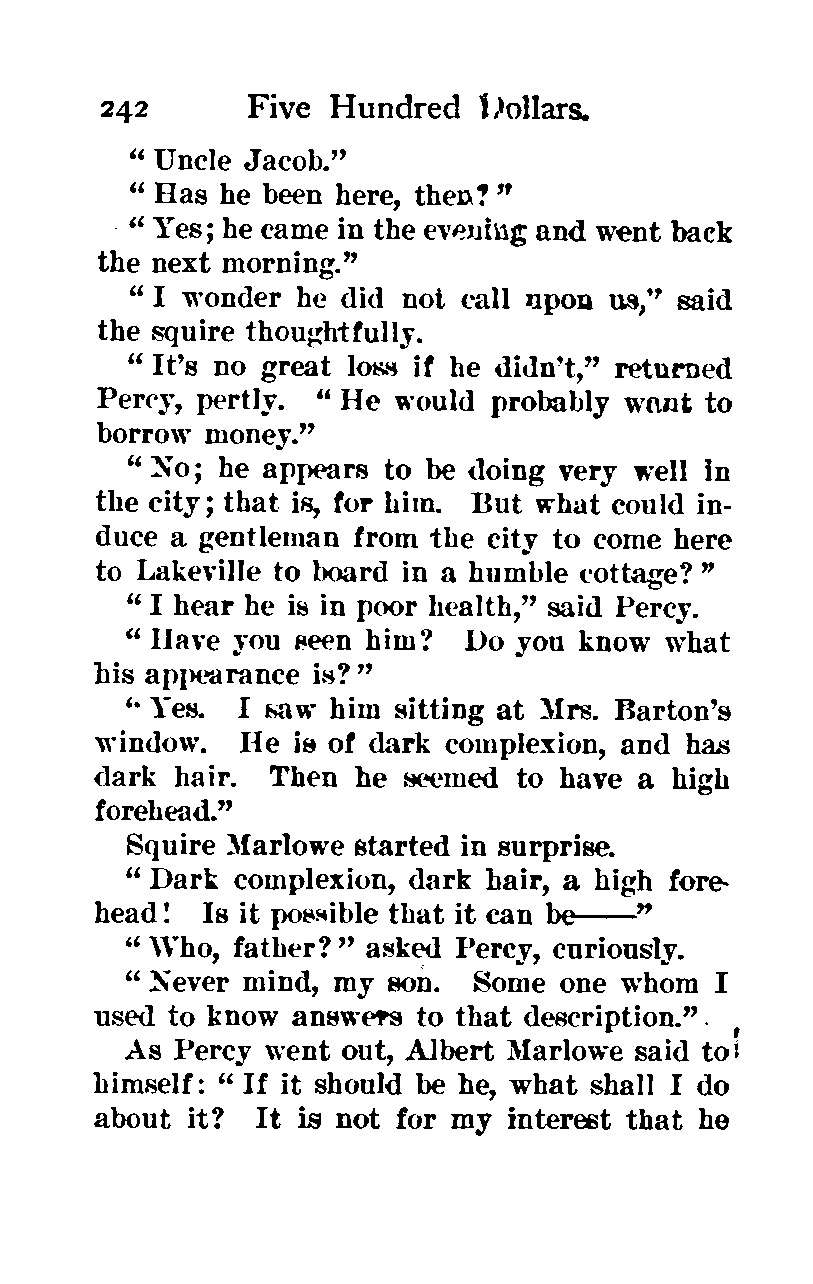 242 Five Hundred Dollars.
“Uncle Jacob.”
“Has he been here, then?”
“Yes; he came in the evening and went back
the next morning.”
“I wonder he did not call upon us,” said
the squire thoughtfully.
“It’s no great loss if he didn’t,” returned
Percy, pertly. “He would probably want to
borrow money.”
“No; he appears to be doing very well in
the city; that is, for him. But what could in-
duce a gentleman from the city to come here
to Lakeville to board in a humble cottage?”
“I hear he is in poor health,” said Percy.
“Have you seen him? Do you know what
his appearance is?”
“Yes. I saw him sitting at Mrs. Barton’s
window. He is of dark complexion, and has
dark hair. Then he seemed to have a high
forehead.”
Squire Marlowe started in surprise.
“Dark complexion, dark hair, a high fore-
head! Is it possible that it can be——”
“Who, father?” asked Percy, curiously.
“Never mind, my son. Some one whom I
used to know answers to that description.”
As Percy went out, Albert Marlowe said to
himself: “If it should be he, what shall I do
about it? It is not for my interest that he